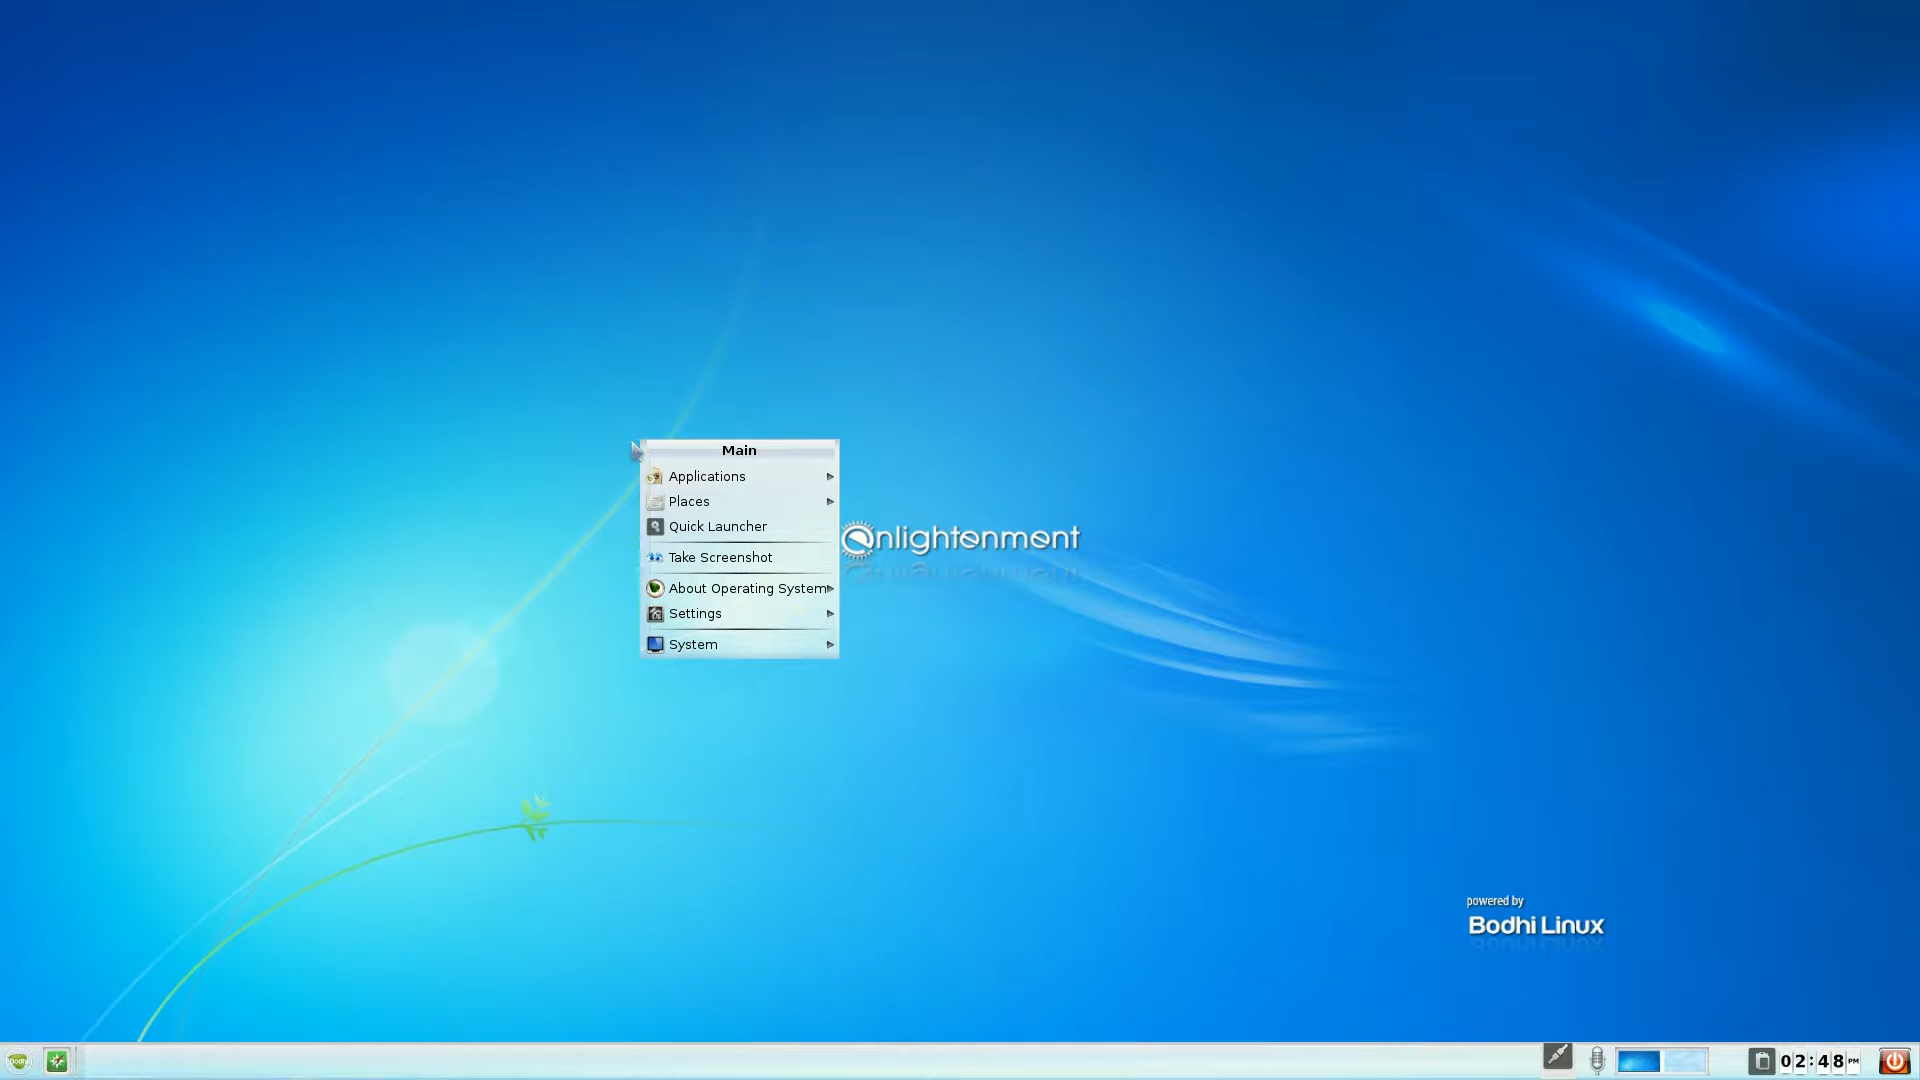 Main
Applications
Places
Quick Launcher
Take Screenshot
About Operating System
Settings
System
enlightenment
powered by
Bodhi Linux
Bodhi
02:48 PM